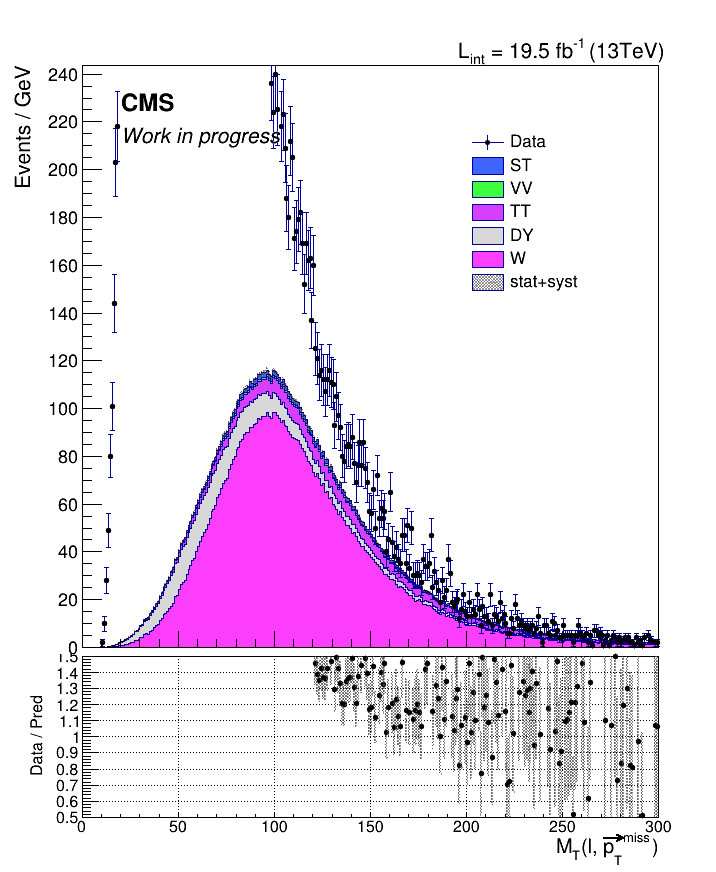 L_int = 19.5 fb^-1 (13TeV)
Events / GeV
240
220
200
180
160
140
120
100
80
60
40
20
0
CMS
Work in progress
Data
ST
VV
TT
DY
W
stat+syst
Data / Pred
1.5
1.4
1.3
1.2
1.1
1
0.9
0.8
0.7
0.6
0.5
0 50 100 150 200 250 300
M_T(l, p_T^miss)